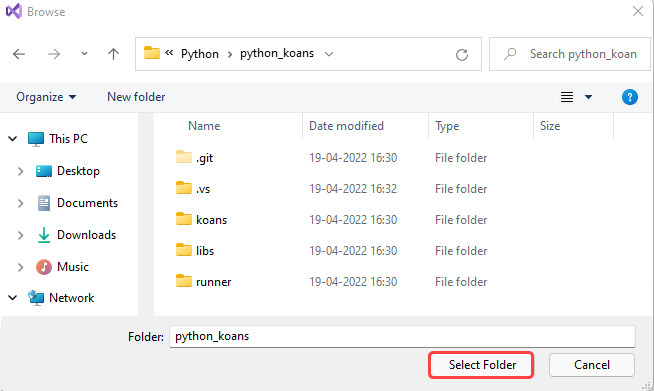 Browse
« Python › python_koans
Search python_koan
Organize New folder
Name Date modified Type Size
This PC
Desktop
Documents
Downloads
Music
Network
.git 19-04-2022 16:30 File folder
.vs 19-04-2022 16:32 File folder
koans 19-04-2022 16:30 File folder
libs 19-04-2022 16:30 File folder
runner 19-04-2022 16:30 File folder
Folder: python_koans
Select Folder Cancel